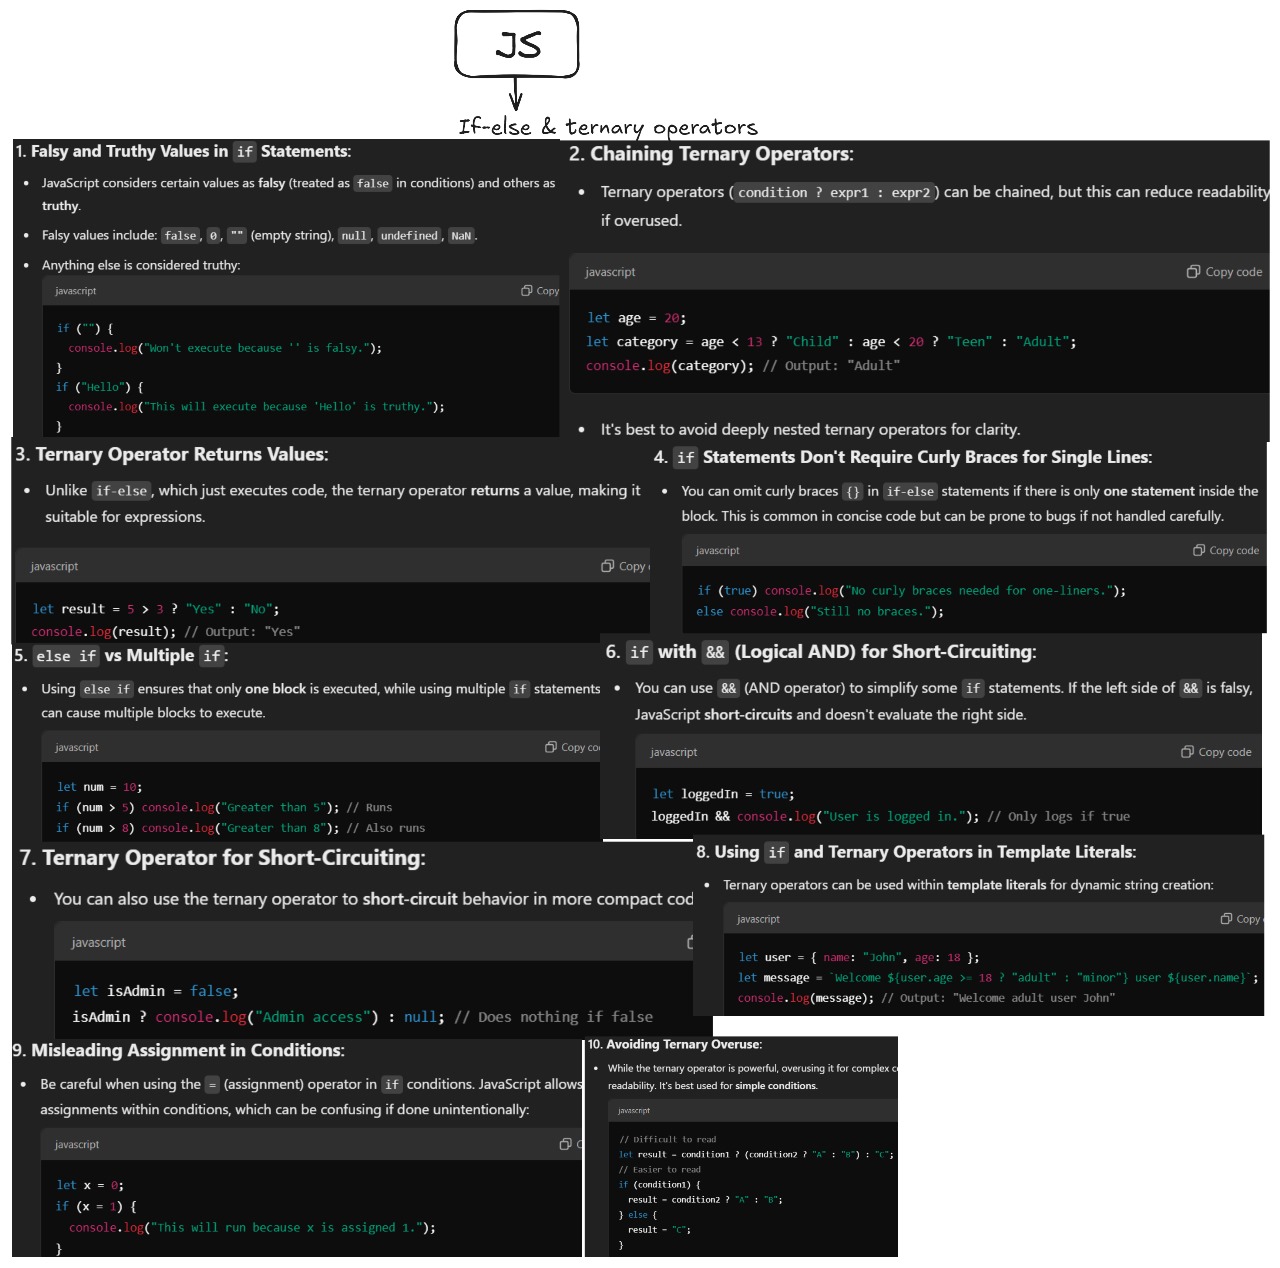 JS
If-else & ternary operators
1. Falsy and Truthy Values in if Statements:
• JavaScript considers certain values as falsy (treated as false in conditions) and others as
truthy.
• Falsy values include: false, 0, "" (empty string), null, undefined, NaN.
• Anything else is considered truthy:
javascript
Copy
if ("") {
console.log("Won't execute because '' is falsy.");
}
if ("Hello") {
console.log("This will execute because 'Hello' is truthy.");
}
2. Chaining Ternary Operators:
• Ternary operators (condition ? expr1 : expr2) can be chained, but this can reduce readability
if overused.
javascript
Copy code
let age = 20;
let category = age < 13 ? "Child" : age < 20 ? "Teen" : "Adult";
console.log(category); // Output: "Adult"
• It's best to avoid deeply nested ternary operators for clarity.
3. Ternary Operator Returns Values:
• Unlike if-else, which just executes code, the ternary operator returns a value, making it
suitable for expressions.
javascript
Copy
let result = 5 > 3 ? "Yes" : "No";
console.log(result); // Output: "Yes"
4. if Statements Don't Require Curly Braces for Single Lines:
• You can omit curly braces {} in if-else statements if there is only one statement inside the
block. This is common in concise code but can be prone to bugs if not handled carefully.
javascript
Copy code
if (true) console.log("No curly braces needed for one-liners.");
else console.log("Still no braces.");
5. else if vs Multiple if:
• Using else if ensures that only one block is executed, while using multiple if statements
can cause multiple blocks to execute.
javascript
Copy co
let num = 10;
if (num > 5) console.log("Greater than 5"); // Runs
if (num > 8) console.log("Greater than 8"); // Also runs
6. if with && (Logical AND) for Short-Circuiting:
• You can use && (AND operator) to simplify some if statements. If the left side of && is falsy,
JavaScript short-circuits and doesn't evaluate the right side.
javascript
Copy code
let loggedIn = true;
loggedIn && console.log("User is logged in."); // Only logs if true
7. Ternary Operator for Short-Circuiting:
• You can also use the ternary operator to short-circuit behavior in more compact cod
javascript
let isAdmin = false;
isAdmin ? console.log("Admin access") : null; // Does nothing if false
8. Using if and Ternary Operators in Template Literals:
• Ternary operators can be used within template literals for dynamic string creation:
javascript
Copy
let user = { name: "John", age: 18 };
let message = `Welcome ${user.age >= 18 ? "adult" : "minor"} user ${user.name}`;
console.log(message); // Output: "Welcome adult user John"
9. Misleading Assignment in Conditions:
• Be careful when using the = (assignment) operator in if conditions. JavaScript allows
assignments within conditions, which can be confusing if done unintentionally:
javascript
let x = 0;
if (x = 1) {
console.log("This will run because x is assigned 1.");
}
10. Avoiding Ternary Overuse:
• While the ternary operator is powerful, overusing it for complex c
readability. It's best used for simple conditions.
javascript
// Difficult to read
let result = condition1 ? (condition2 ? "A" : "B") : "C";
// Easier to read
if (condition1) {
result = condition2 ? "A" : "B";
} else {
result = "C";
}